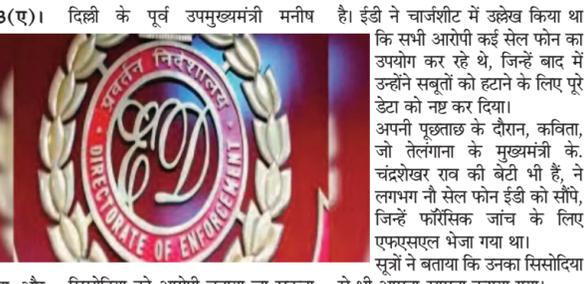 3(ए)। दिल्ली के पूर्व उपमुख्यमंत्री मनीष
प्रवर्तन निदेशालय
ED
DIRECTORATE OF ENFORCEMENT
है। ईडी ने चार्जशीट में उल्लेख किया था
कि सभी आरोपी कई सेल फोन का
उपयोग कर रहे थे, जिन्हें बाद में
उन्होंने सबूतों को हटाने के लिए पूरे
डेटा को नष्ट कर दिया।
अपनी पूछताछ के दौरान, कविता,
जो तेलंगाना के मुख्यमंत्री के.
चंद्रशेखर राव की बेटी भी हैं, ने
लगभग नौ सेल फोन ईडी को सौंपे,
जिन्हें फॉरेंसिक जांच के लिए
एफएसएल भेजा गया था।
सूत्रों ने बताया कि उनका सिसोदिया